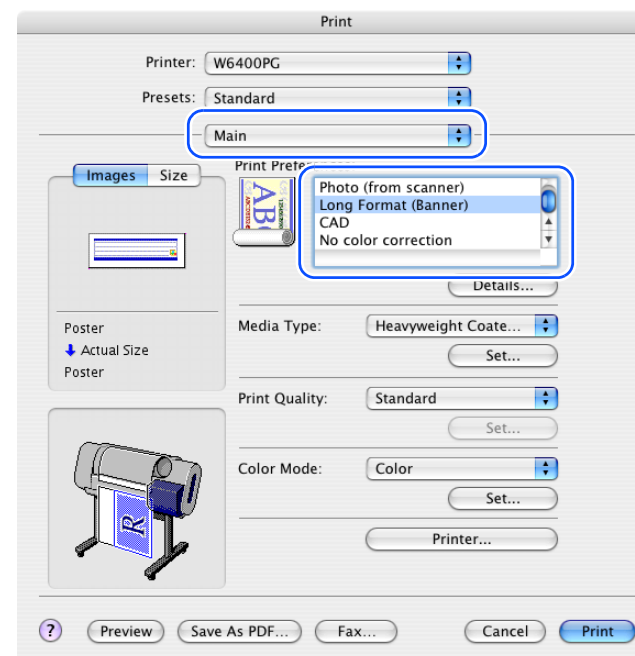 Print
Printer: W6400PG
Presets: Standard
Main
Images Size
Print Preferences:
Photo (from scanner)
Long Format (Banner)
CAD
No color correction
Details...
Poster
Actual Size
Poster
Media Type: Heavyweight Coate...
Set...
Print Quality: Standard
Set...
Color Mode: Color
Set...
Printer...
R
? Preview Save As PDF... Fax... Cancel Print